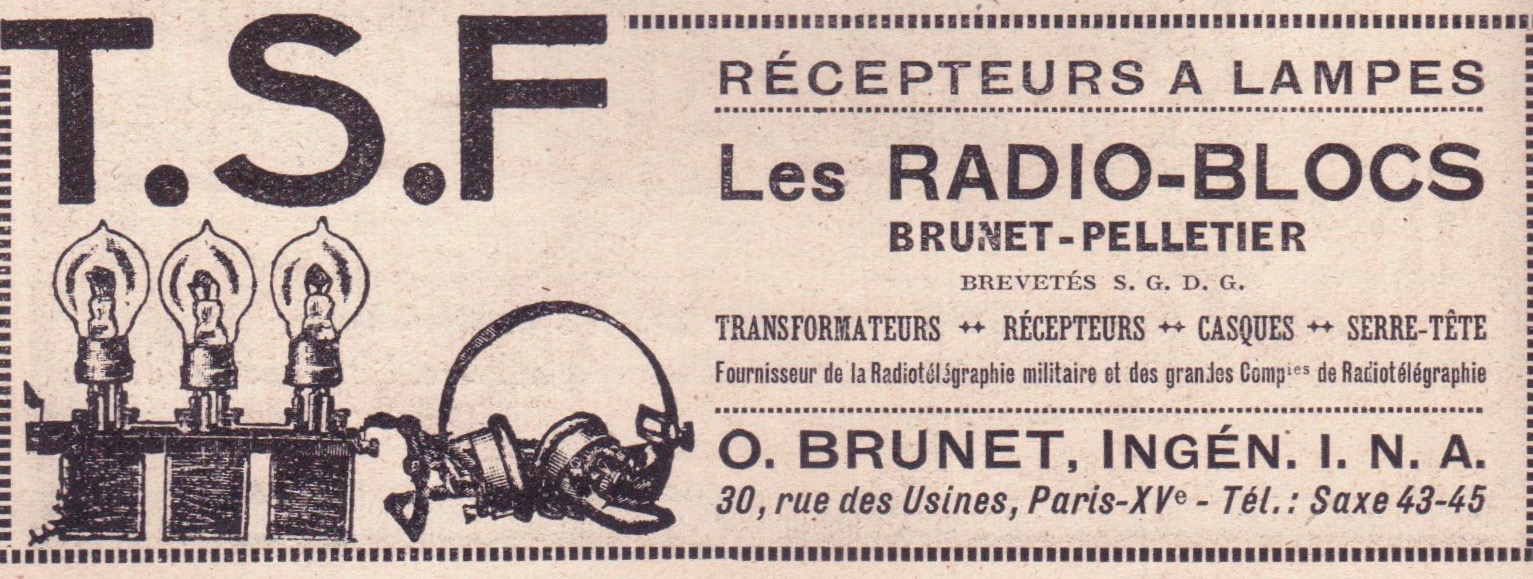 T.S.F
RÉCEPTEURS A LAMPES
Les RADIO-BLOCS
BRUNET-PELLETIER
BREVETÉS S. G. D. G.
TRANSFORMATEURS ↔ RÉCEPTEURS ↔ CASQUES ↔ SERRE-TÊTE
Fournisseur de la Radiotélégraphie militaire et des grandes Compies de Radiotélégraphie
O. BRUNET, INGÉN. I. N. A.
30, rue des Usines, Paris-XVe - Tél.: Saxe 43-45